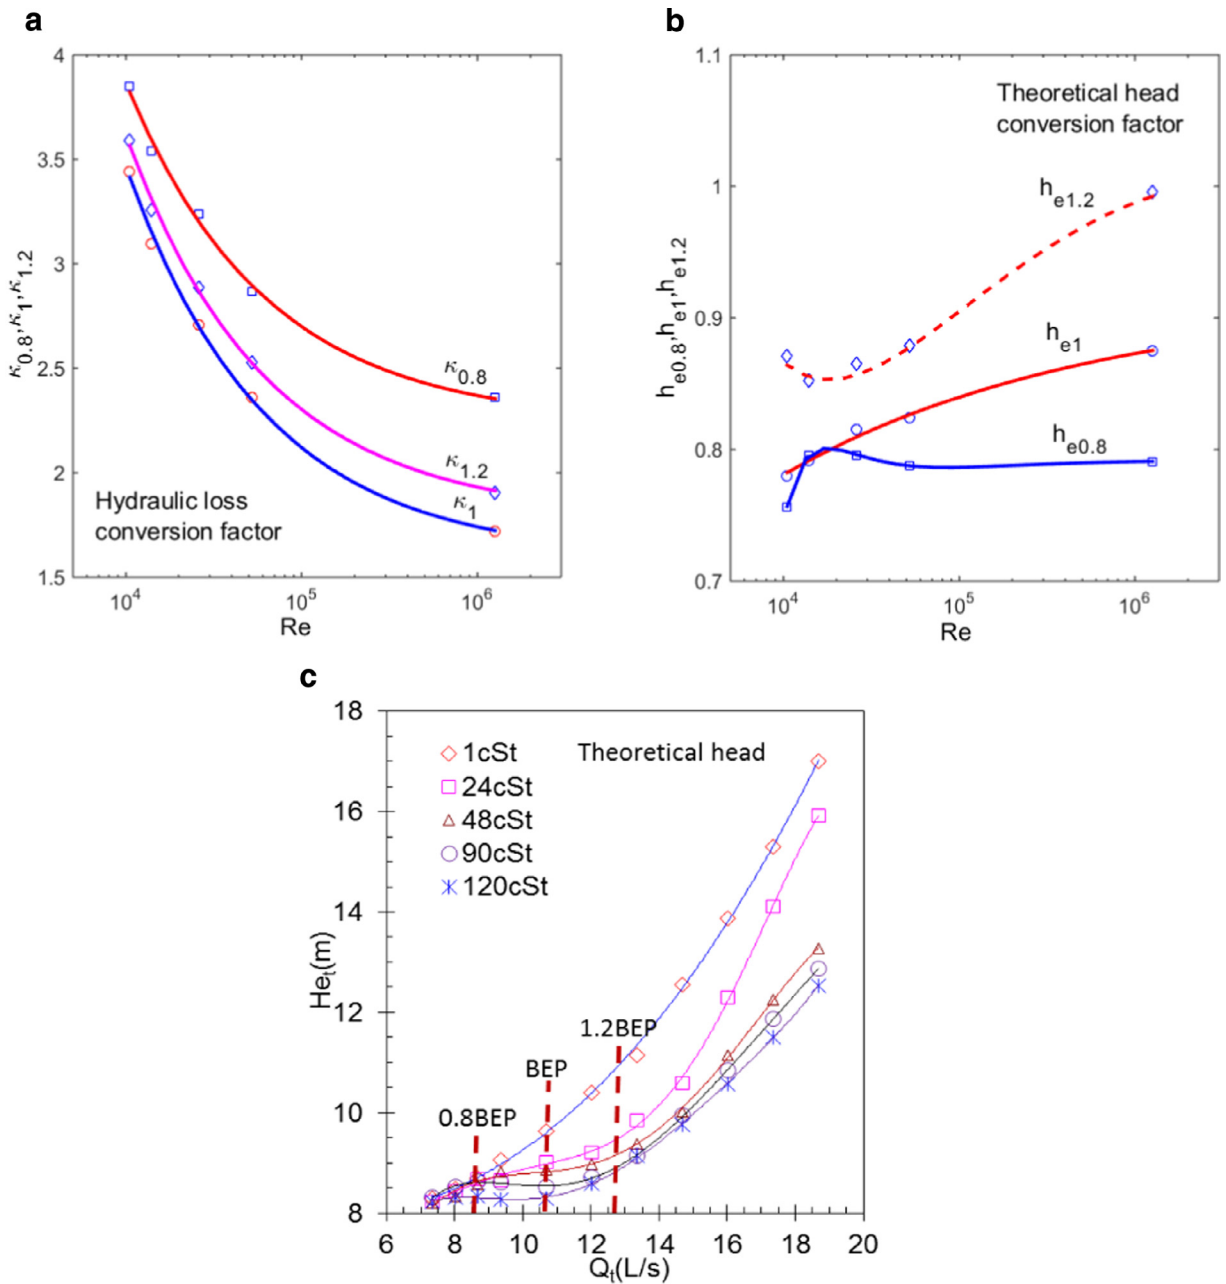 a
4
3.5
3
2.5
2
1.5
κ0.8,κ1,κ1.2
κ0.8
κ1.2
κ1
Hydraulic loss
conversion factor
10^4
10^5
10^6
Re
b
1.1
1
0.9
0.8
0.7
he0.8,he1,he1.2
Theoretical head
conversion factor
he1.2
he1
he0.8
10^4
10^5
10^6
Re
c
18
16
14
12
10
8
Het(m)
1cSt
24cSt
48cSt
90cSt
120cSt
Theoretical head
1.2BEP
BEP
0.8BEP
6 8 10 12 14 16 18 20
Qt(L/s)